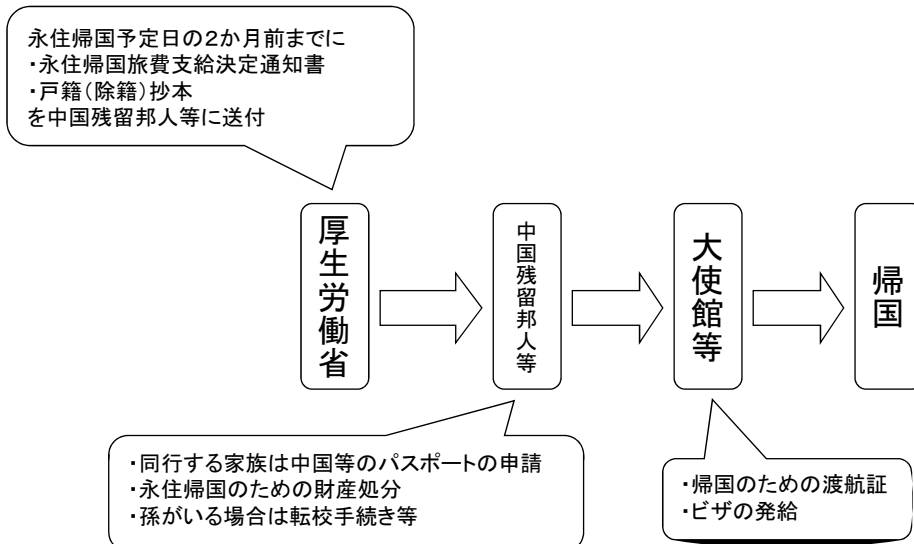 永住帰国予定日の2か月前までに
・永住帰国旅費支給決定通知書
・戸籍(除籍)抄本
を中国残留邦人等に送付
厚生労働省
中国残留邦人等
大使館等
帰国
・同行する家族は中国等のパスポートの申請
・永住帰国のための財産処分
・孫がいる場合は転校手続き等
・帰国のための渡航証
・ビザの発給